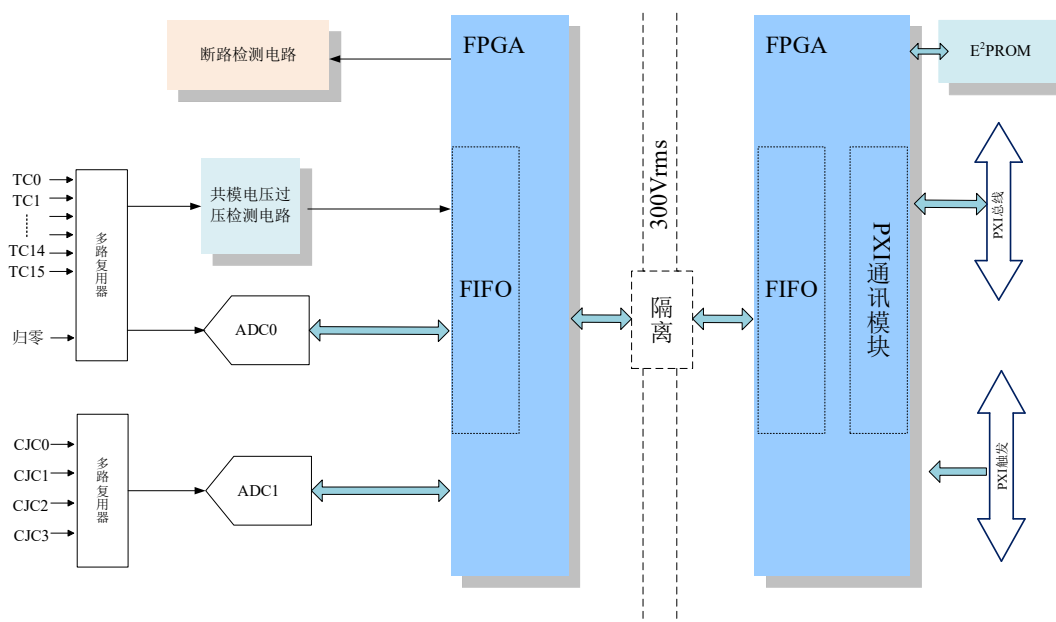 断路检测电路
FPGA
FPGA
E²PROM
TC0
TC1
TC14
TC15
归零
多路复用器
共模电压过
压检测电路
ADC0
FIFO
300Vrms
隔离
FIFO
PXI通讯模块
PXI总线
CJC0
CJC1
CJC2
CJC3
多路复用器
ADC1
PXI触发